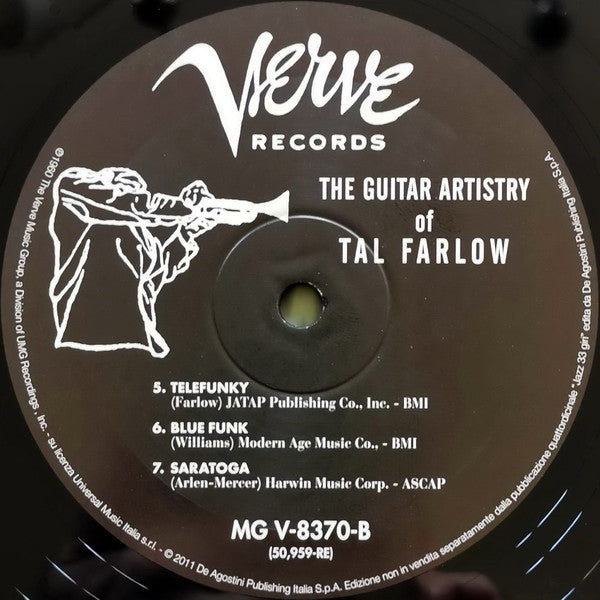 Verve
RECORDS
THE GUITAR ARTISTRY
of
TAL FARLOW
5. TELEFUNKY
(Farlow) JATAP Publishing Co., Inc. - BMI
6. BLUE FUNK
(Williams) Modern Age Music Co., - BMI
7. SARATOGA
(Arlen-Mercer) Harwin Music Corp. - ASCAP
MG V-8370-B
(50,959-RE)
℗1960 The Verve Music Group, a Division of UMG Recordings, Inc. - su licenza Universal Music Italia s.r.l. - © 2011 De Agostini Publishing Italia S.p.A. Edizione non in vendita separatamente dalla pubblicazione quattordicinale "Jazz 33 giri" edita da De Agostini Publishing Italia S.p.A.